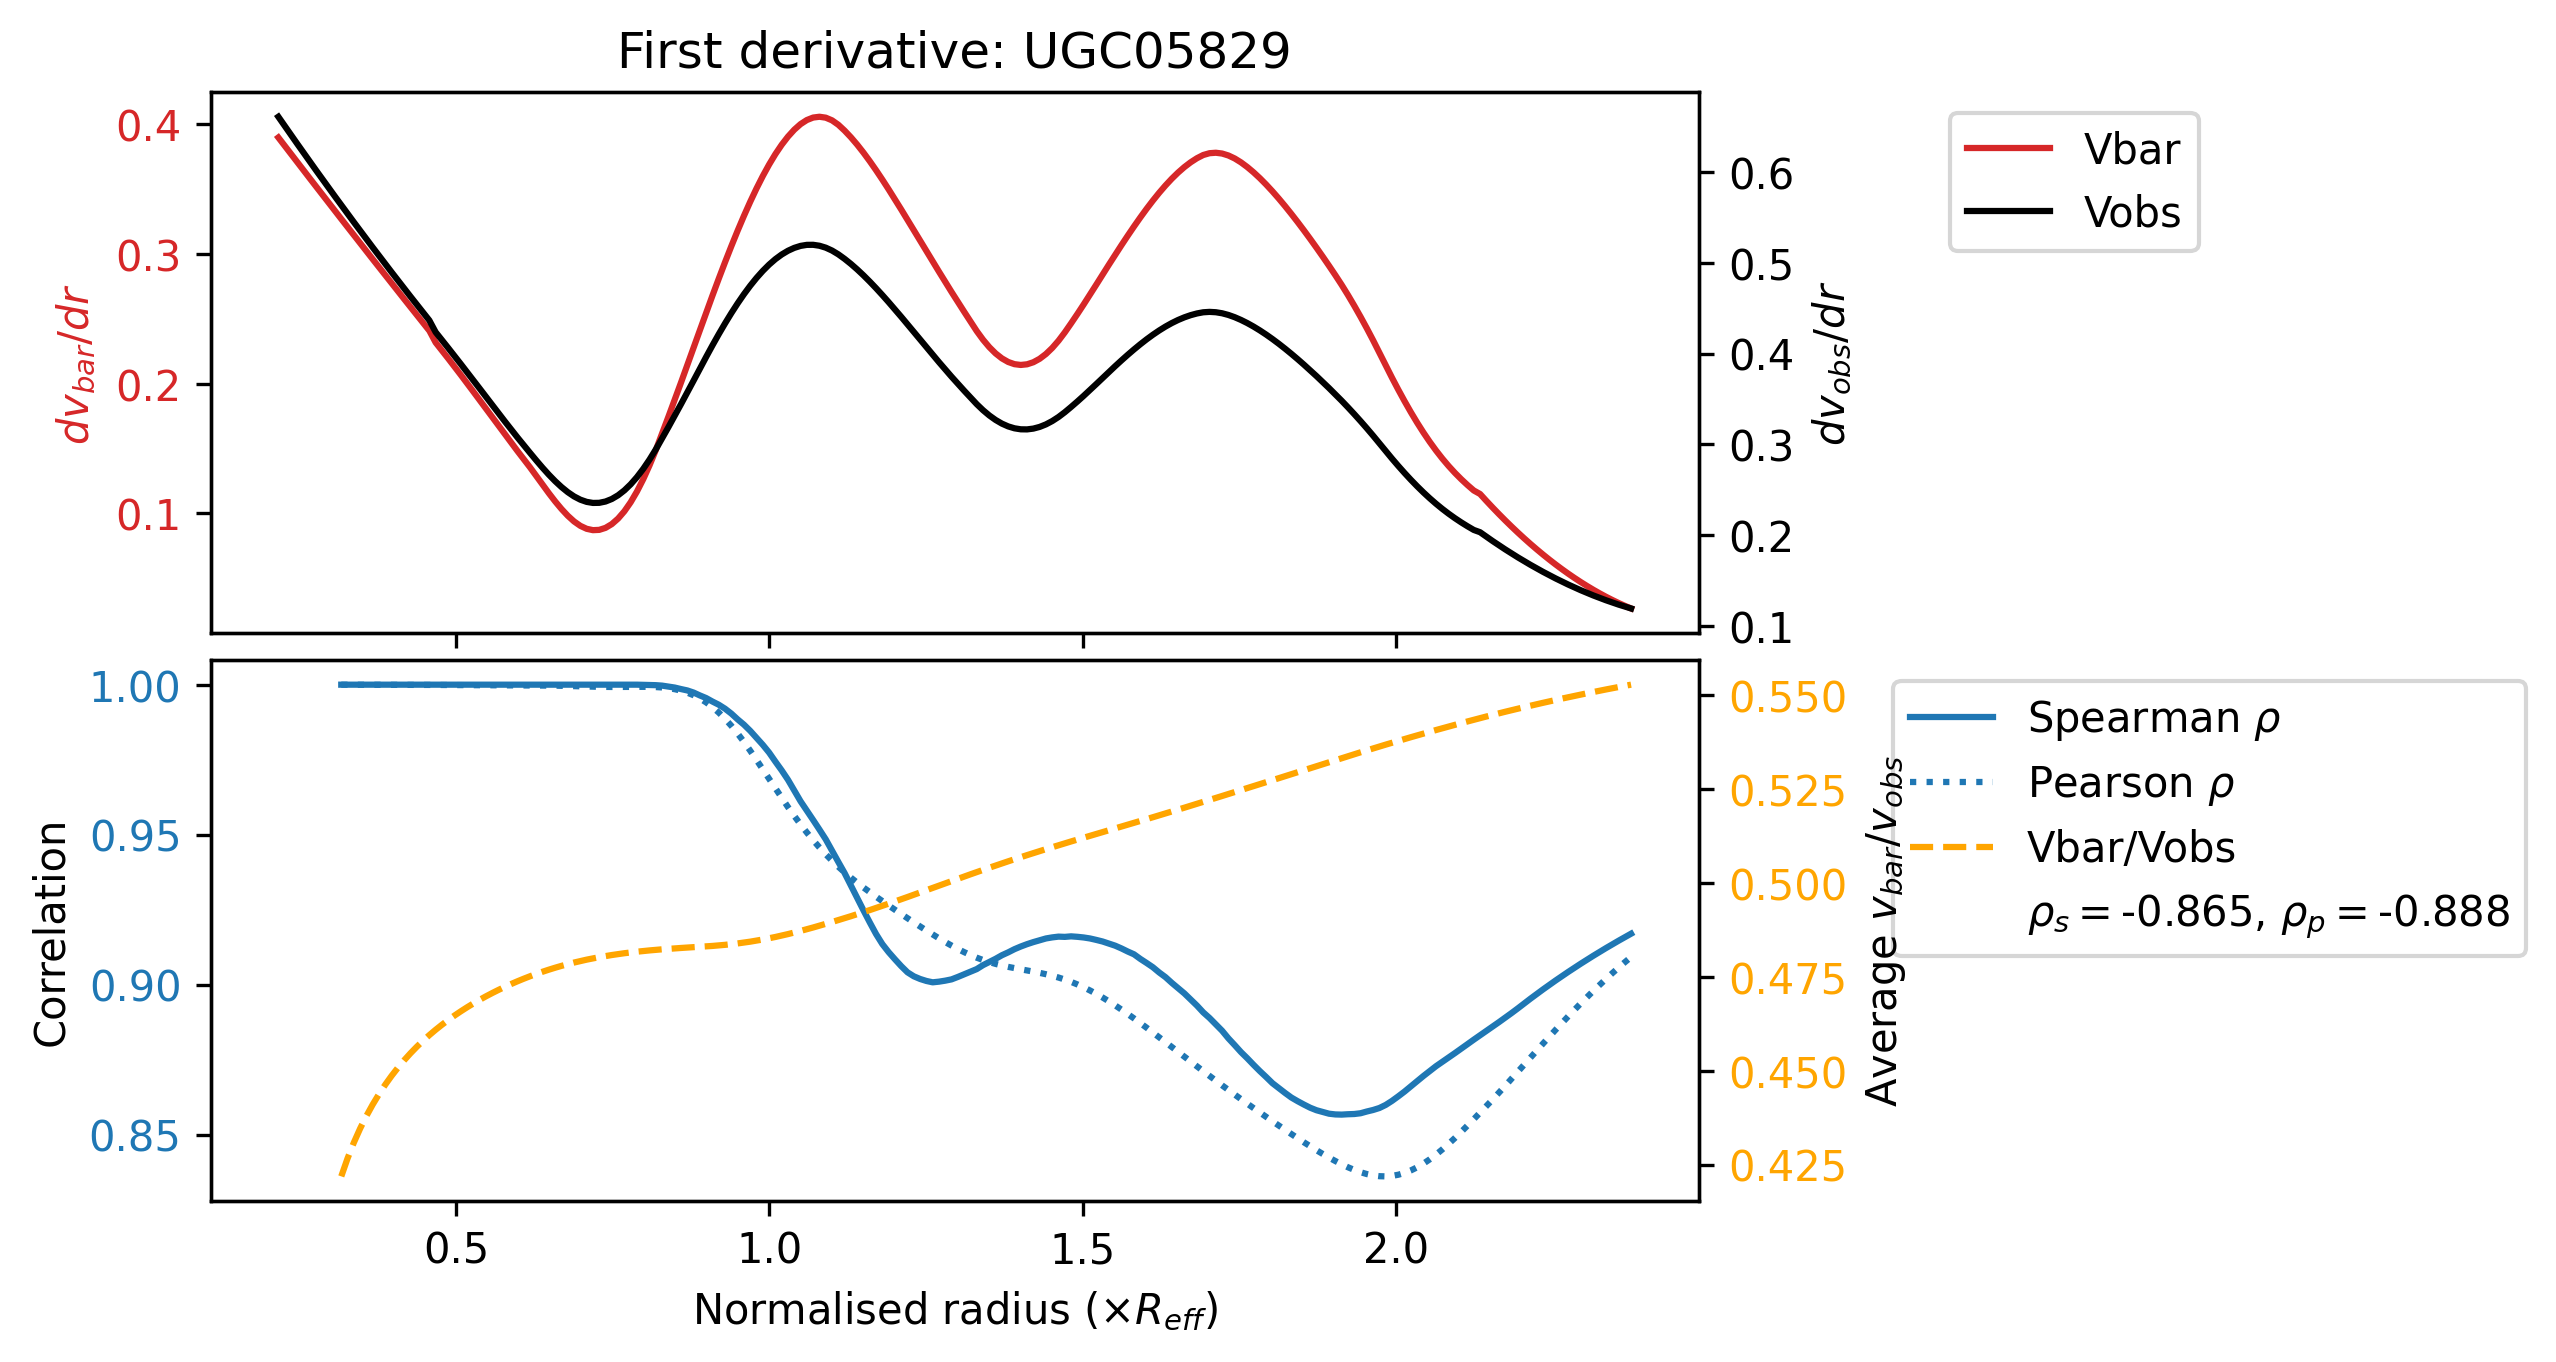 First derivative: UGC05829
0.4
0.3
0.2
0.1
dv_bar/dr
0.6
0.5
0.4
0.3
0.2
0.1
dv_obs/dr
Vbar
Vobs
1.00
0.95
0.90
0.85
Correlation
0.550
0.525
0.500
0.475
0.450
0.425
Average v_bar/v_obs
Spearman ρ
Pearson ρ
Vbar/Vobs
ρ_s = -0.865, ρ_p = -0.888
0.5 1.0 1.5 2.0
Normalised radius (×R_eff)